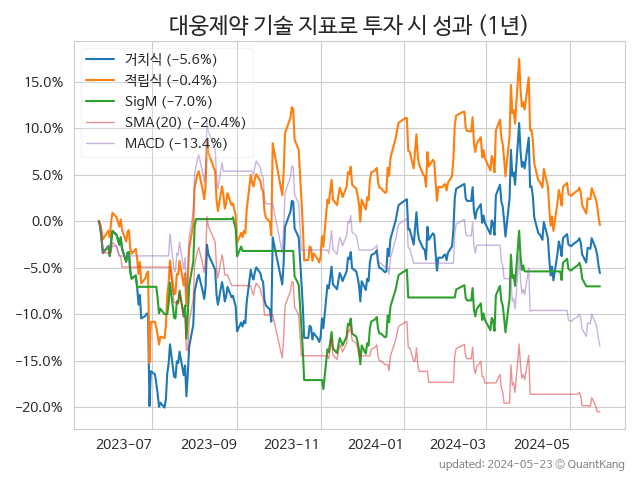 대웅제약 기술 지표로 투자 시 성과 (1년)
거치식 (−5.6%)
적립식 (−0.4%)
SigM (−7.0%)
SMA(20) (−20.4%)
MACD (−13.4%)
15.0%
10.0%
5.0%
0.0%
−5.0%
−10.0%
−15.0%
−20.0%
2023−07 2023−09 2023−11 2024−01 2024−03 2024−05
updated: 2024−05−23 ⓒ QuantKang